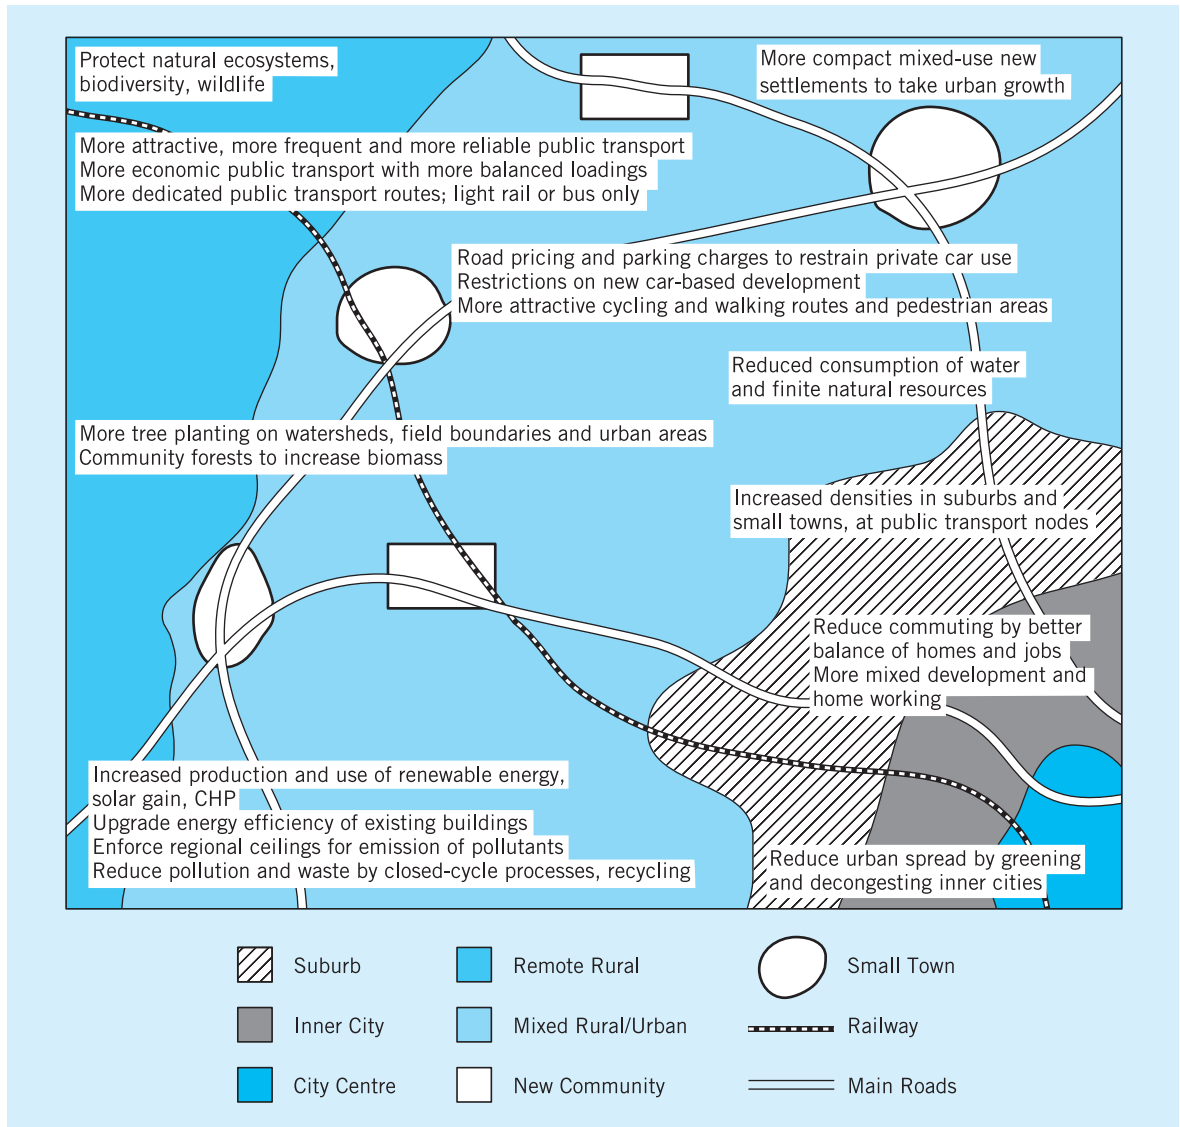 Protect natural ecosystems,
biodiversity, wildlife
More compact mixed-use new
settlements to take urban growth
More attractive, more frequent and more reliable public transport
More economic public transport with more balanced loadings
More dedicated public transport routes; light rail or bus only
Road pricing and parking charges to restrain private car use
Restrictions on new car-based development
More attractive cycling and walking routes and pedestrian areas
Reduced consumption of water
and finite natural resources
More tree planting on watersheds, field boundaries and urban areas
Community forests to increase biomass
Increased densities in suburbs and
small towns, at public transport nodes
Reduce commuting by better
balance of homes and jobs
More mixed development and
home working
Increased production and use of renewable energy,
solar gain, CHP
Upgrade energy efficiency of existing buildings
Enforce regional ceilings for emission of pollutants
Reduce pollution and waste by closed-cycle processes, recycling
Reduce urban spread by greening
and decongesting inner cities
Suburb
Remote Rural
Small Town
Inner City
Mixed Rural/Urban
Railway
City Centre
New Community
Main Roads